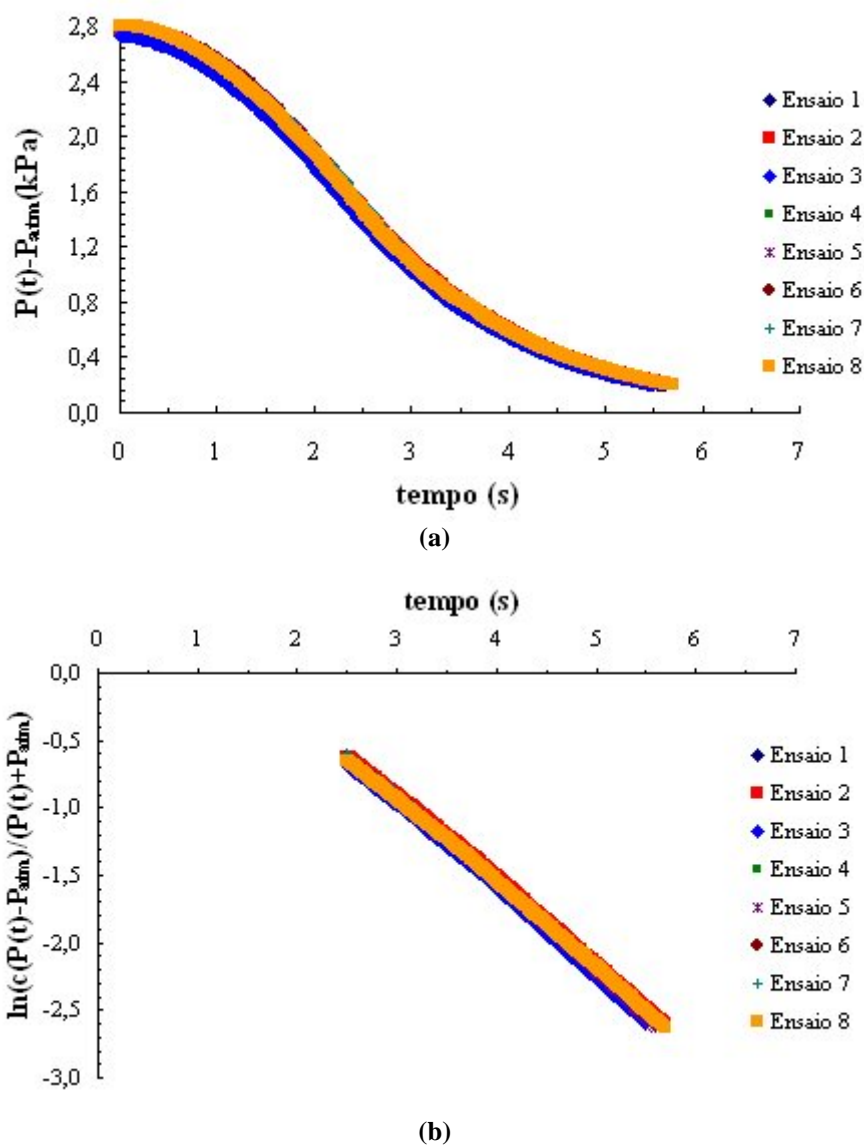 2,8
2,4
2,0
1,6
1,2
0,8
0,4
0,0
P(t)-Patm(kPa)
0 1 2 3 4 5 6 7
tempo (s)
Ensaio 1
Ensaio 2
Ensaio 3
Ensaio 4
Ensaio 5
Ensaio 6
Ensaio 7
Ensaio 8
(a)
tempo (s)
0 1 2 3 4 5 6 7
0,0
-0,5
-1,0
-1,5
-2,0
-2,5
-3,0
ln(c(P(t)-Patm)/(P(t)+Patm)
Ensaio 1
Ensaio 2
Ensaio 3
Ensaio 4
Ensaio 5
Ensaio 6
Ensaio 7
Ensaio 8
(b)